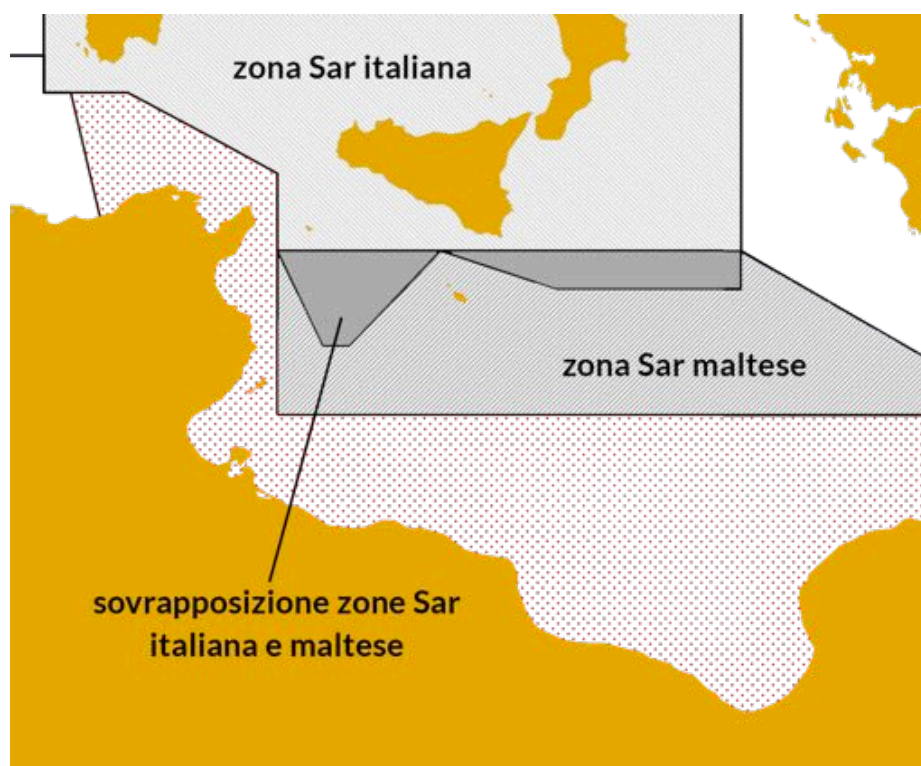 zona Sar italiana
zona Sar maltese
sovrapposizione zone Sar
italiana e maltese